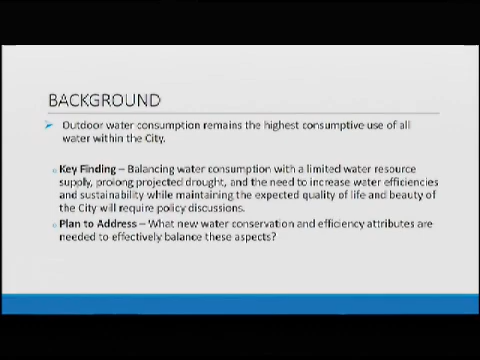 BACKGROUND
Outdoor water consumption remains the highest consumptive use of all
water within the City.
Key Finding – Balancing water consumption with a limited water resource
supply, prolong projected drought, and the need to increase water efficiencies
and sustainability while maintaining the expected quality of life and beauty of
the City will require policy discussions.
Plan to Address – What new water conservation and efficiency attributes are
needed to effectively balance these aspects?